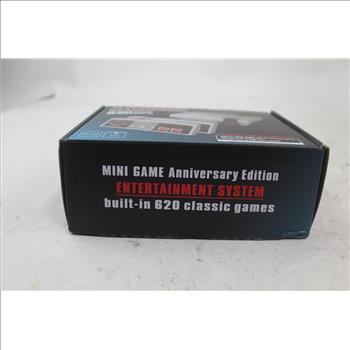 MINI GAME Anniversary Edition
ENTERTAINMENT SYSTEM
built-in 620 classic games